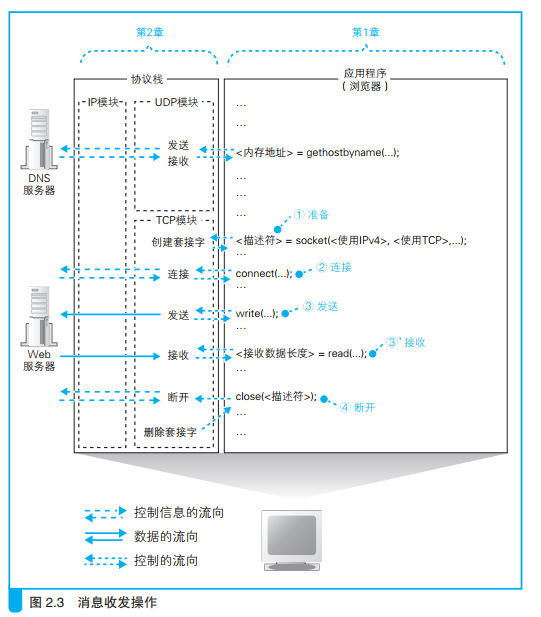 第2章
第1章
协议栈
应用程序
（浏览器）
IP模块
UDP模块
…
…
发送
接收
<内存地址> = gethostbyname(…);
DNS
服务器
…
…
…
TCP模块
① 准备
创建套接字
<描述符> = socket(<使用IPv4>, <使用TCP>,…);
…
② 连接
连接
connect(…);
…
③ 发送
发送
write(…);
…
③' 接收
Web
服务器
接收
<接收数据长度> = read(…);
…
断开
close(<描述符>);
④ 断开
…
删除套接字
…
控制信息的流向
数据的流向
控制的流向
图 2.3 消息收发操作